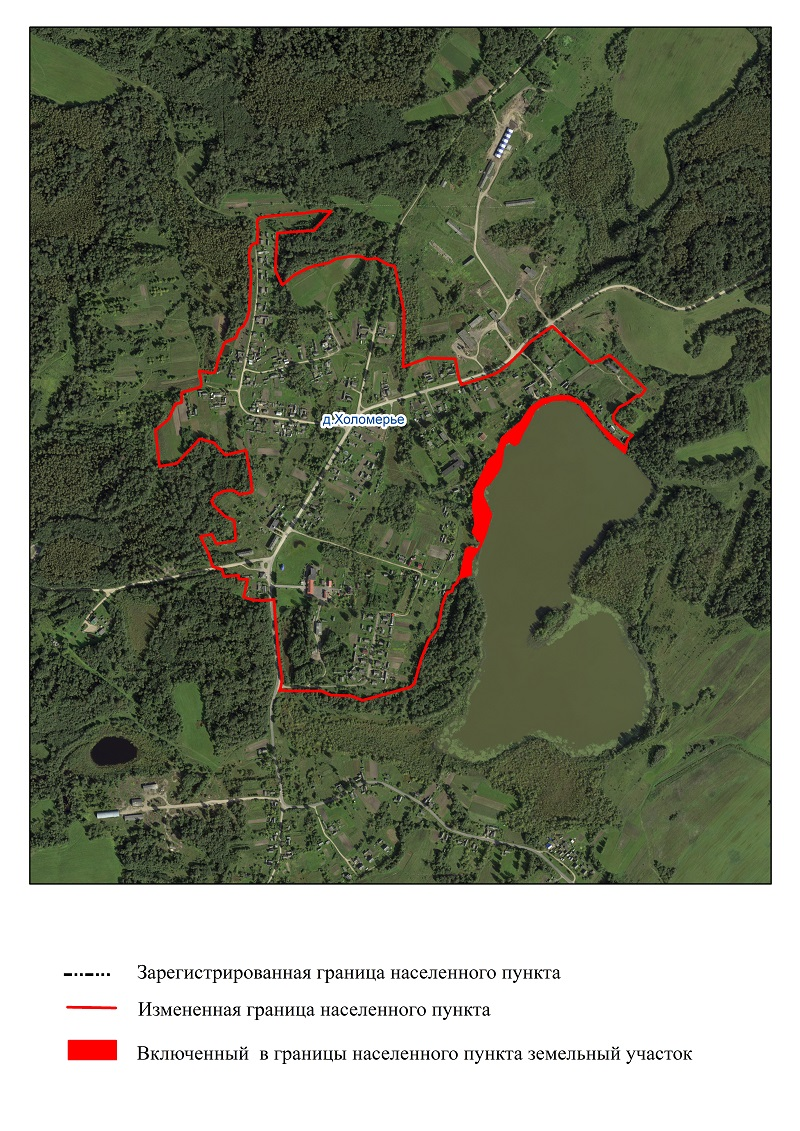 д.Холомерье
Зарегистрированная граница населенного пункта
Измененная граница населенного пункта
Включенный в границы населенного пункта земельный участок